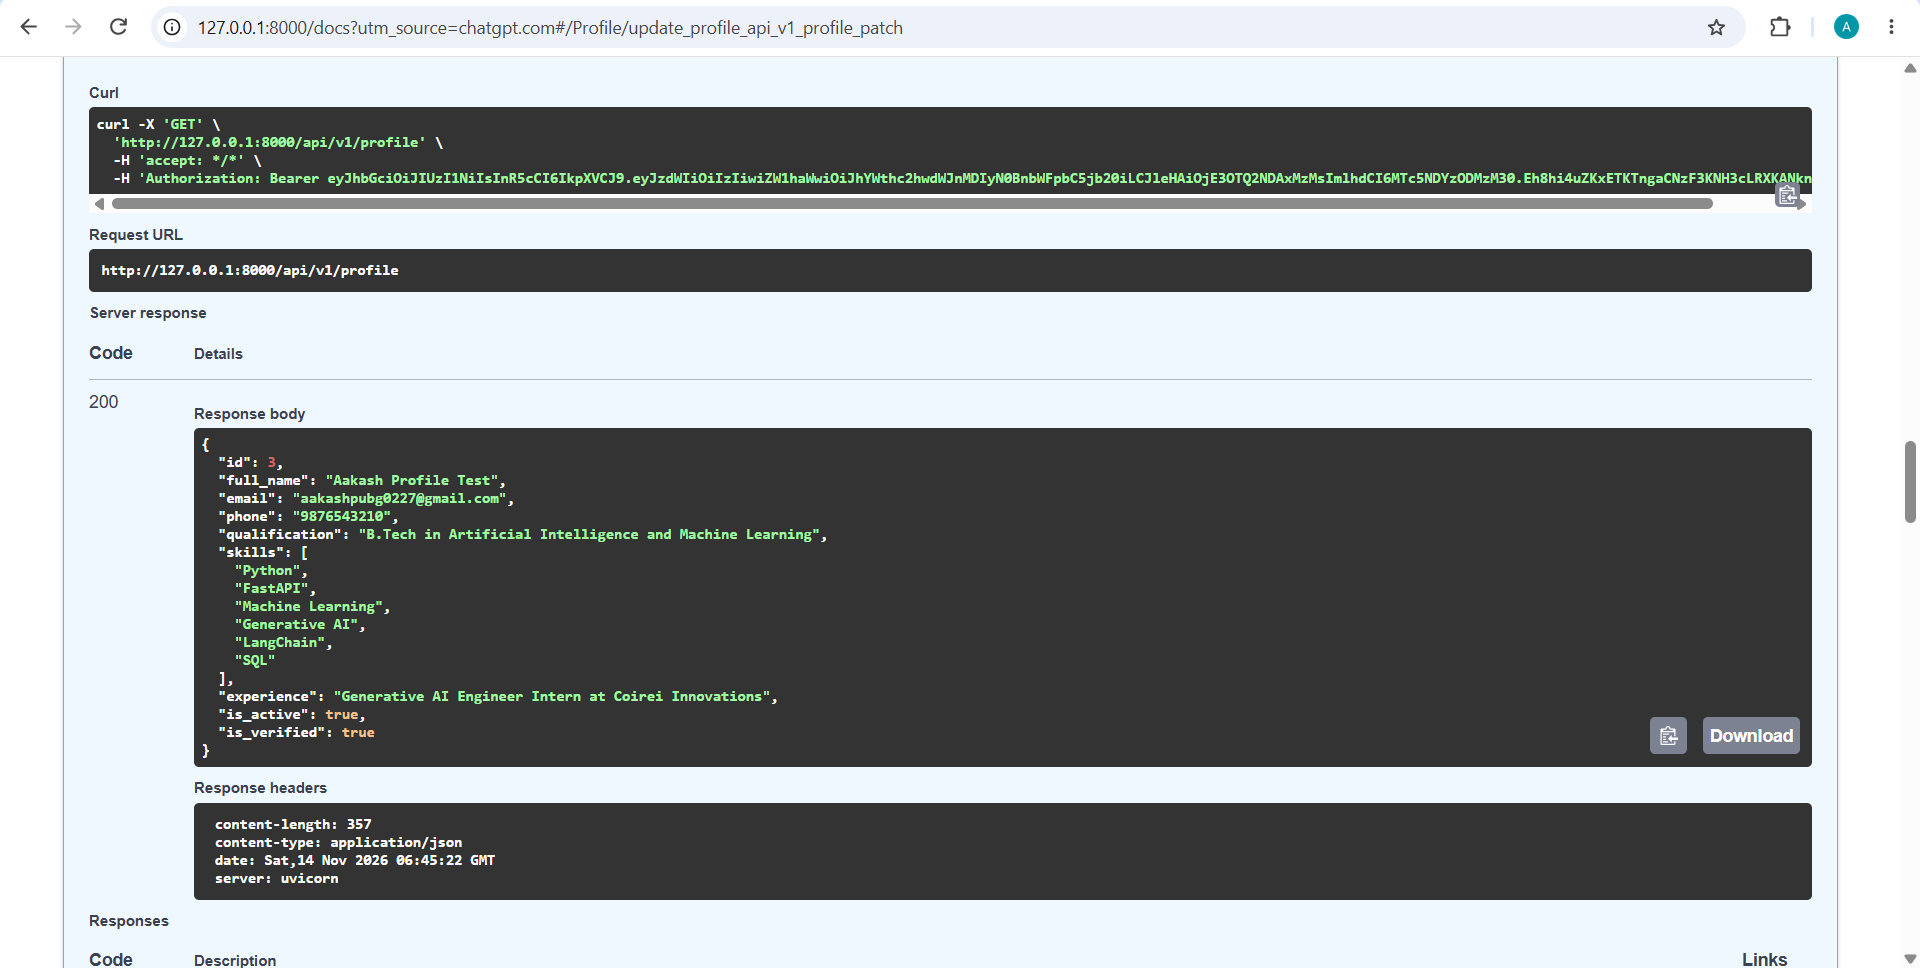 127.0.0.1:8000/docs?utm_source=chatgpt.com#/Profile/update_profile_api_v1_profile_patch
A
Curl
curl -X 'GET' \
'http://127.0.0.1:8000/api/v1/profile' \
-H 'accept: */*' \
-H 'Authorization: Bearer eyJhbGciOiJIUzI1NiIsInR5cCI6IkpXVCJ9.eyJzdWIiOiIzIiwiZW1haWwiOiJhYWthc2hwdWJnMDIyN0BnbWFpbC5jb20iLCJleHAiOjE3OTQ2NDAxMzMsImlhdCI6MTc5NDYzODMzM30.Eh8hi4uZKxETKTngaCNzF3KNH3cLRXKANkn
Request URL
http://127.0.0.1:8000/api/v1/profile
Server response
Code Details
200
Response body
{
"id": 3,
"full_name": "Aakash Profile Test",
"email": "aakashpubg0227@gmail.com",
"phone": "9876543210",
"qualification": "B.Tech in Artificial Intelligence and Machine Learning",
"skills": [
"Python",
"FastAPI",
"Machine Learning",
"Generative AI",
"LangChain",
"SQL"
],
"experience": "Generative AI Engineer Intern at Coirei Innovations",
"is_active": true,
"is_verified": true
}
Download
Response headers
content-length: 357
content-type: application/json
date: Sat,14 Nov 2026 06:45:22 GMT
server: uvicorn
Responses
Code Description Links